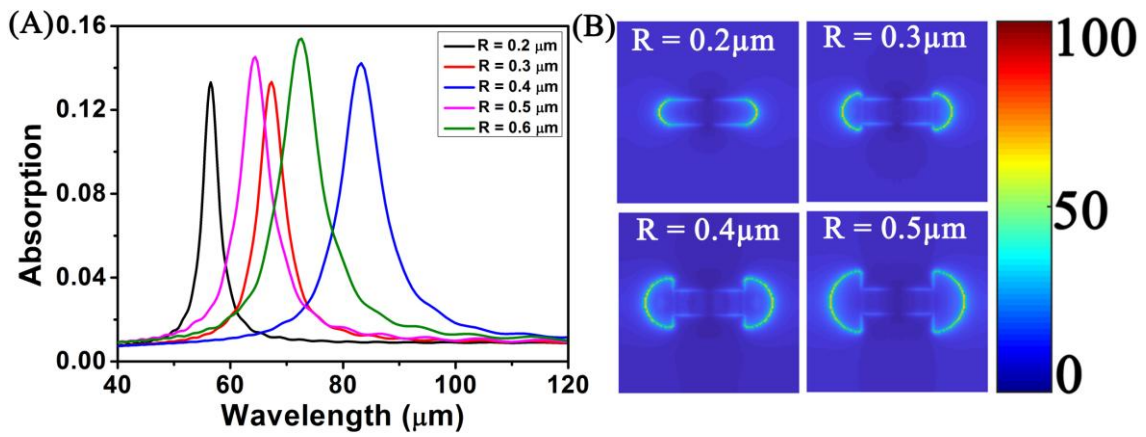 (A)
0.16
0.12
0.08
0.04
0.00
Absorption
40
60
80
100
120
Wavelength (μm)
R = 0.2 μm
R = 0.3 μm
R = 0.4 μm
R = 0.5 μm
R = 0.6 μm
(B)
R = 0.2μm
R = 0.3μm
R = 0.4μm
R = 0.5μm
100
50
0